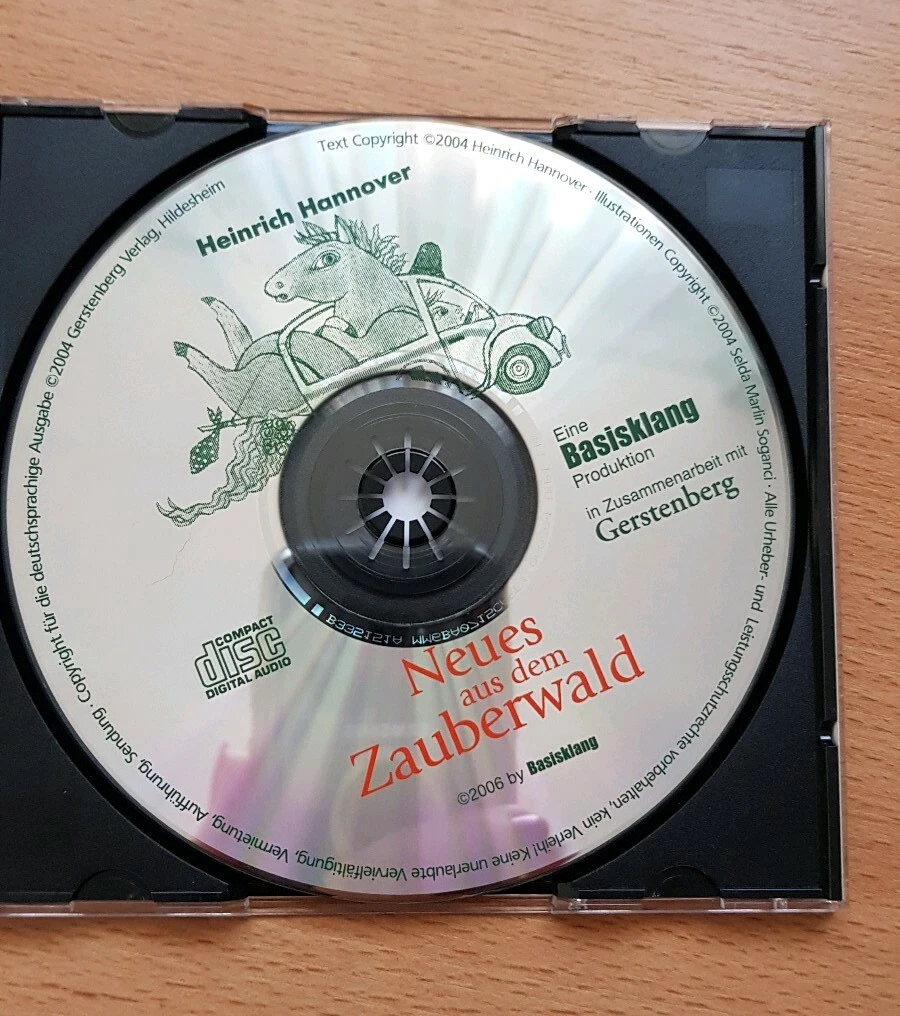 Text Copyright ©2004 Heinrich Hannover · Illustrationen Copyright ©2004 Selda Marlin Soganci · Alle Urheber- und Leistungsschutzrechte vorbehalten, kein Verleih! Keine unerlaubte Vervielfältigung, Vermietung, Aufführung, Sendung · Copyright für die deutschsprachige Ausgabe ©2004 Gerstenberg Verlag, Hildesheim
Heinrich Hannover
Eine
Basisklang
Produktion
in Zusammenarbeit mit
Gerstenberg
COMPACT
disc
DIGITAL AUDIO
Neues
aus dem
Zauberwald
©2006 by Basisklang